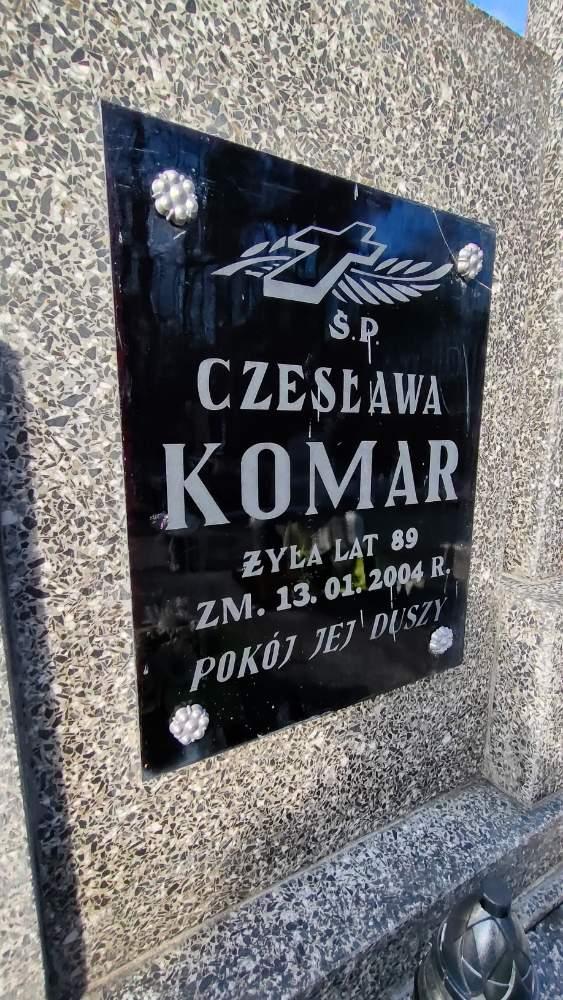 Ś.P.
CZESŁAWA
KOMAR
ŻYŁA LAT 89
ZM. 13.01.2004 R.
POKÓJ JEJ DUSZY